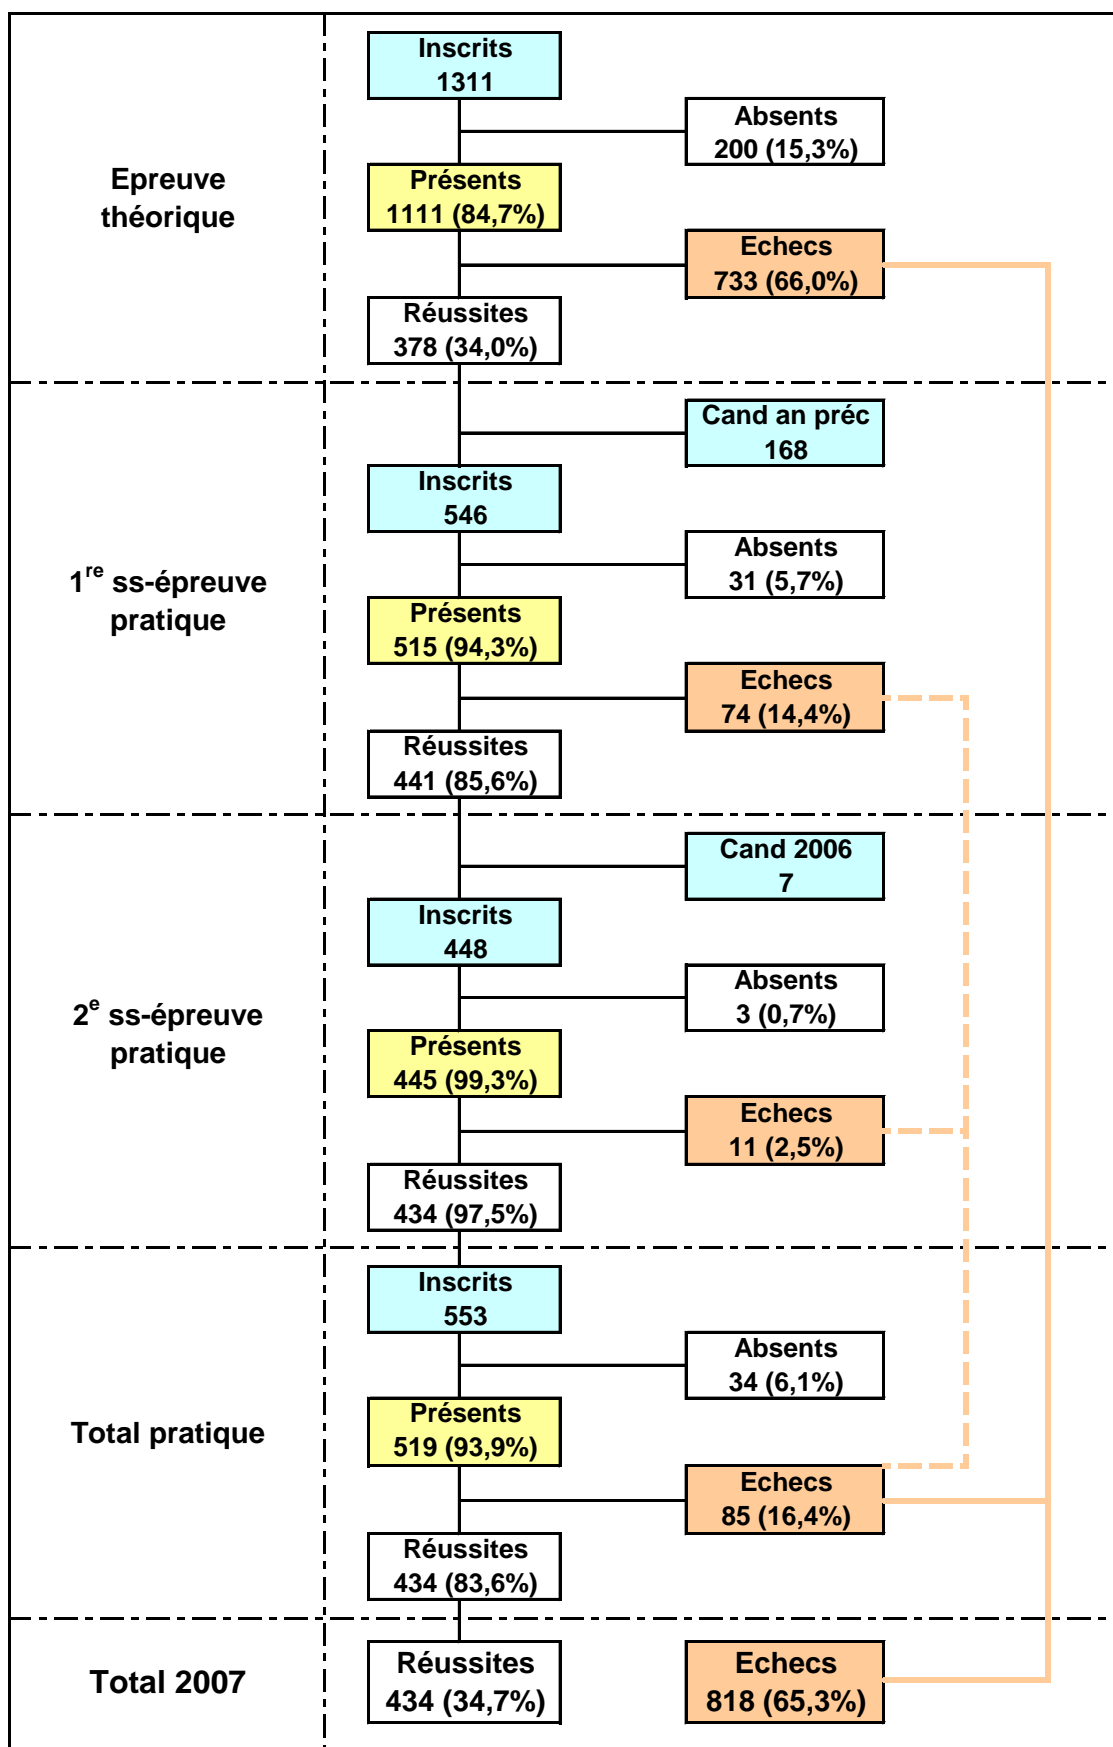 Epreuve
théorique
Inscrits
1311
Absents
200 (15,3%)
Présents
1111 (84,7%)
Echecs
733 (66,0%)
Réussites
378 (34,0%)
1re ss-épreuve
pratique
Cand an préc
168
Inscrits
546
Absents
31 (5,7%)
Présents
515 (94,3%)
Echecs
74 (14,4%)
Réussites
441 (85,6%)
2e ss-épreuve
pratique
Cand 2006
7
Inscrits
448
Absents
3 (0,7%)
Présents
445 (99,3%)
Echecs
11 (2,5%)
Réussites
434 (97,5%)
Total pratique
Inscrits
553
Absents
34 (6,1%)
Présents
519 (93,9%)
Echecs
85 (16,4%)
Réussites
434 (83,6%)
Total 2007
Réussites
434 (34,7%)
Echecs
818 (65,3%)